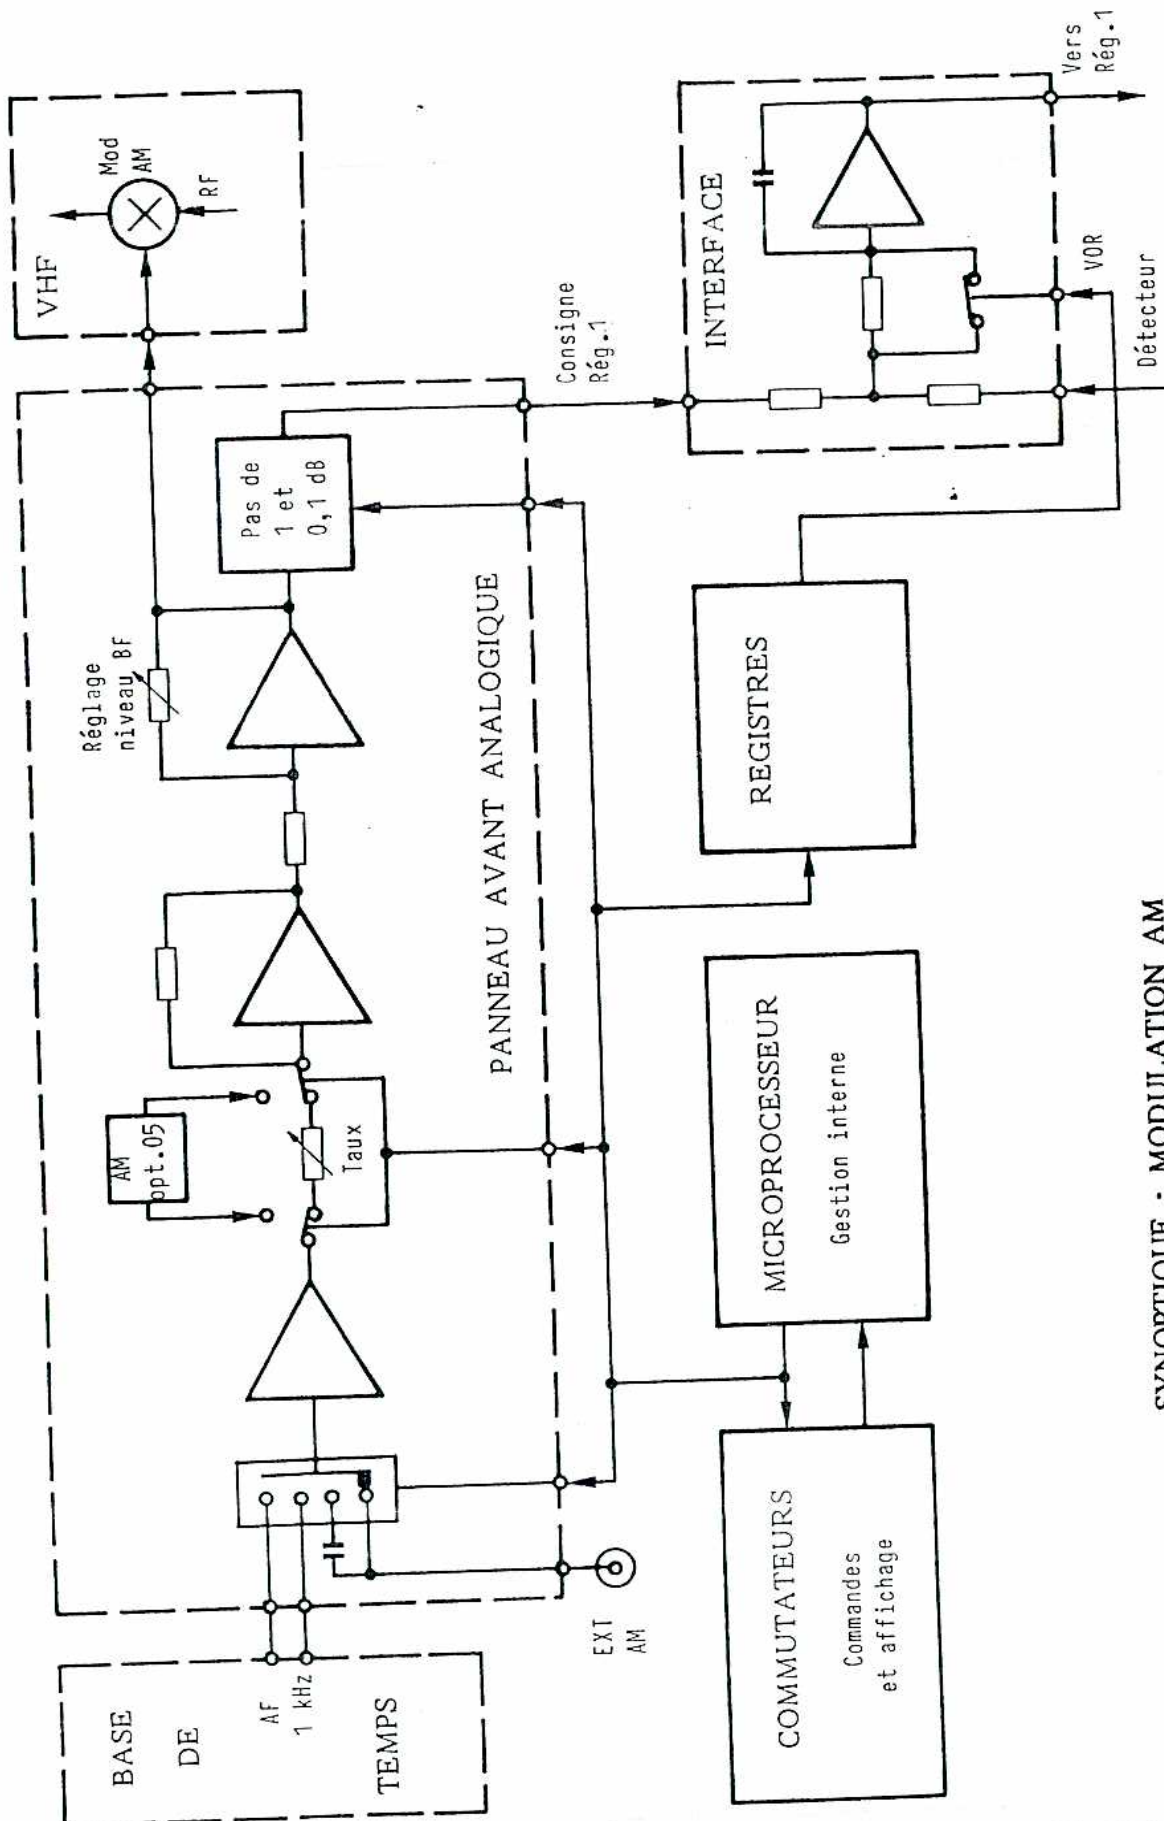 BASE
DE
TEMPS
AF
1 kHz
EXT
AM
AM
opt.05
Taux
Réglage
niveau BF
Pas de
1 et
0,1 dB
PANNEAU AVANT ANALOGIQUE
VHF
Mod
AM
RF
Consigne
Rég.1
INTERFACE
Vers
Rég.1
VOR
Détecteur
COMMUTATEURS
Commandes
et affichage
MICROPROCESSEUR
Gestion interne
REGISTRES
SYNOPTIQUE - MODULATION AM